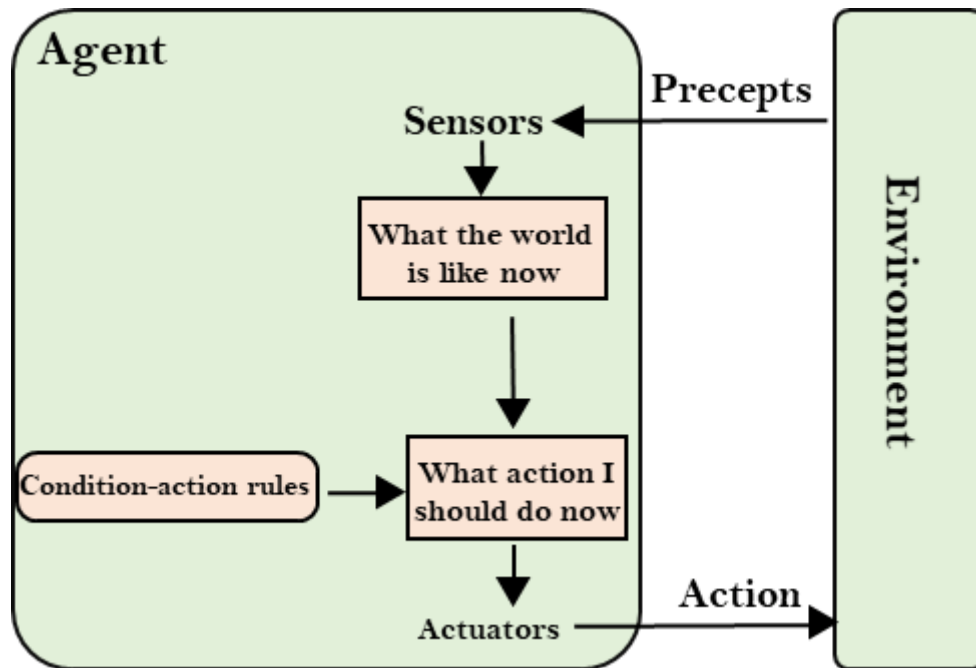 Agent
Precepts
Sensors
What the world
is like now
Environment
Condition-action rules
What action I
should do now
Action
Actuators